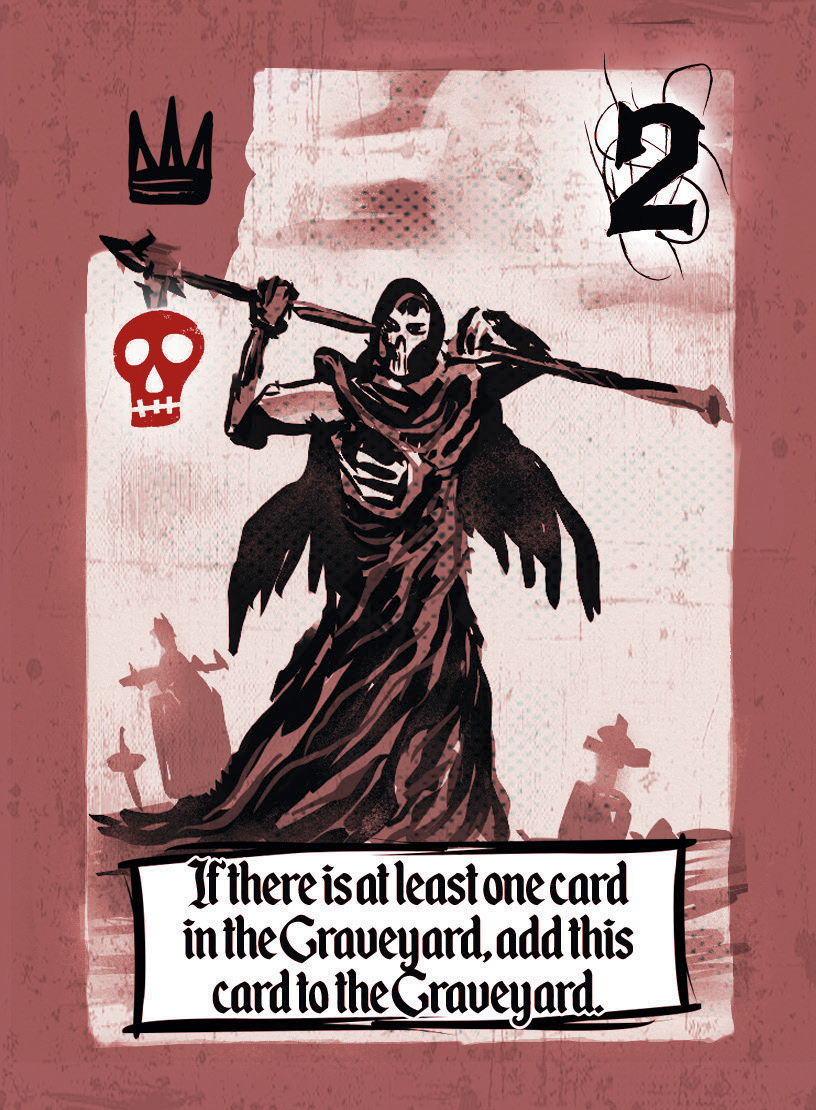 2
If there is at least one card
in the Graveyard, add this
card to the Graveyard.